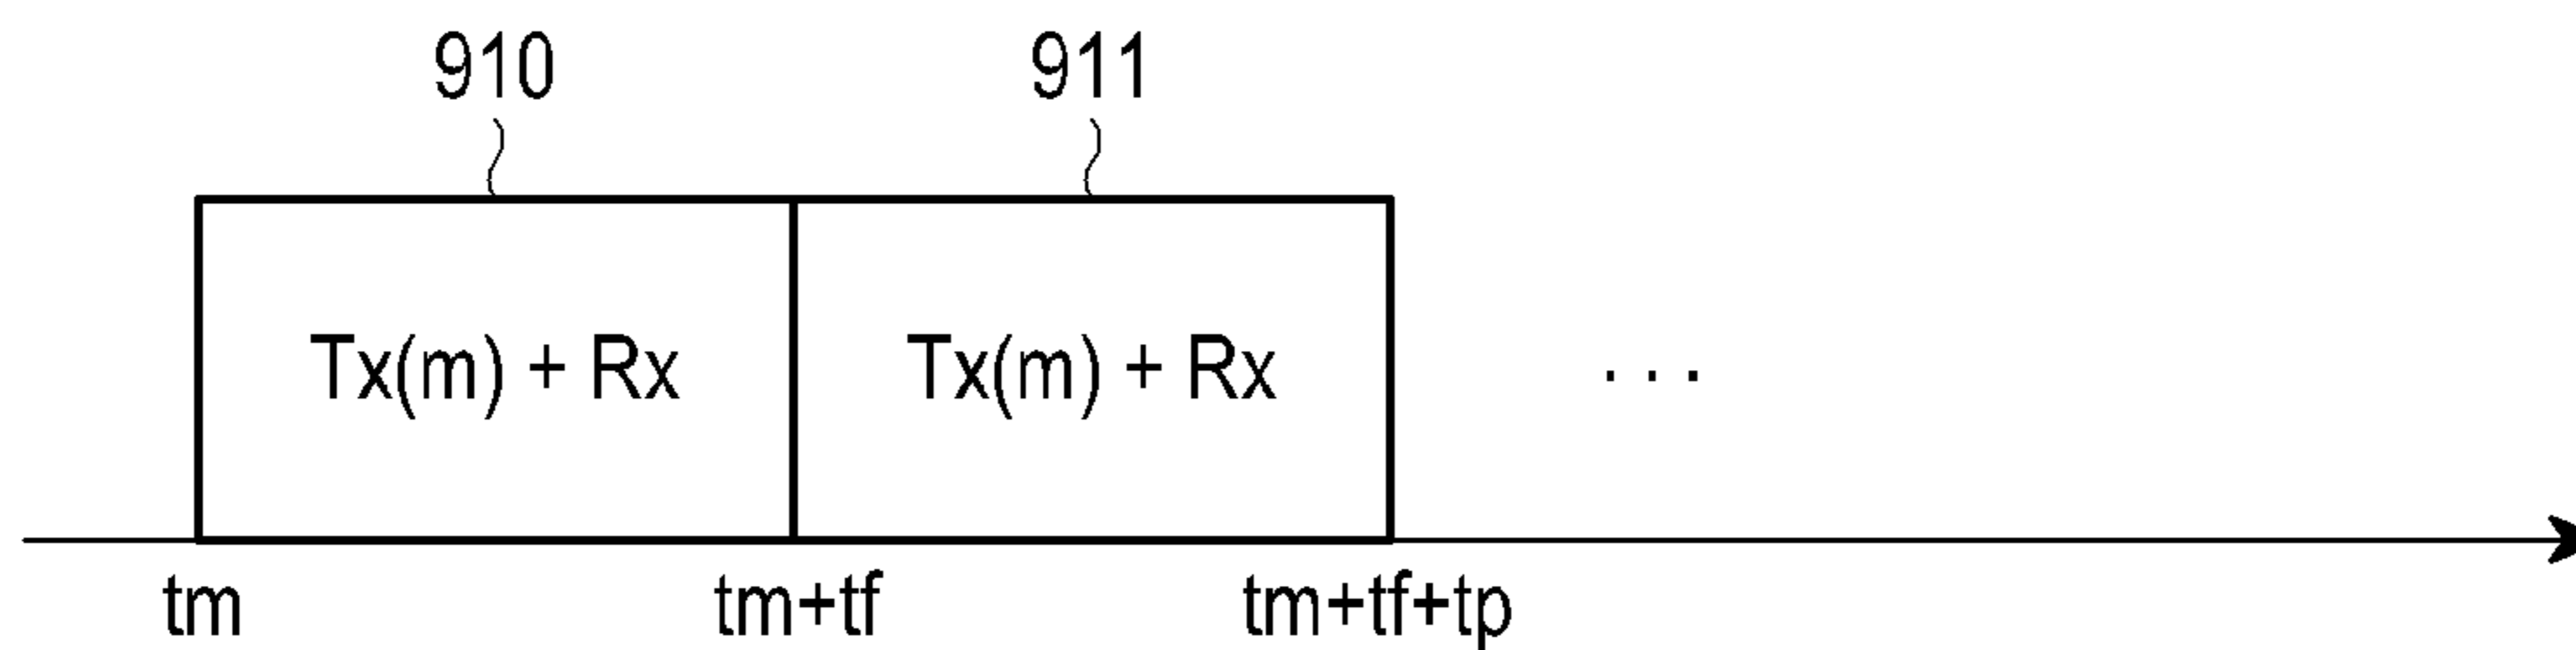 910 911
Tx(m) + Rx Tx(m) + Rx ...
tm tm+tf tm+tf+tp